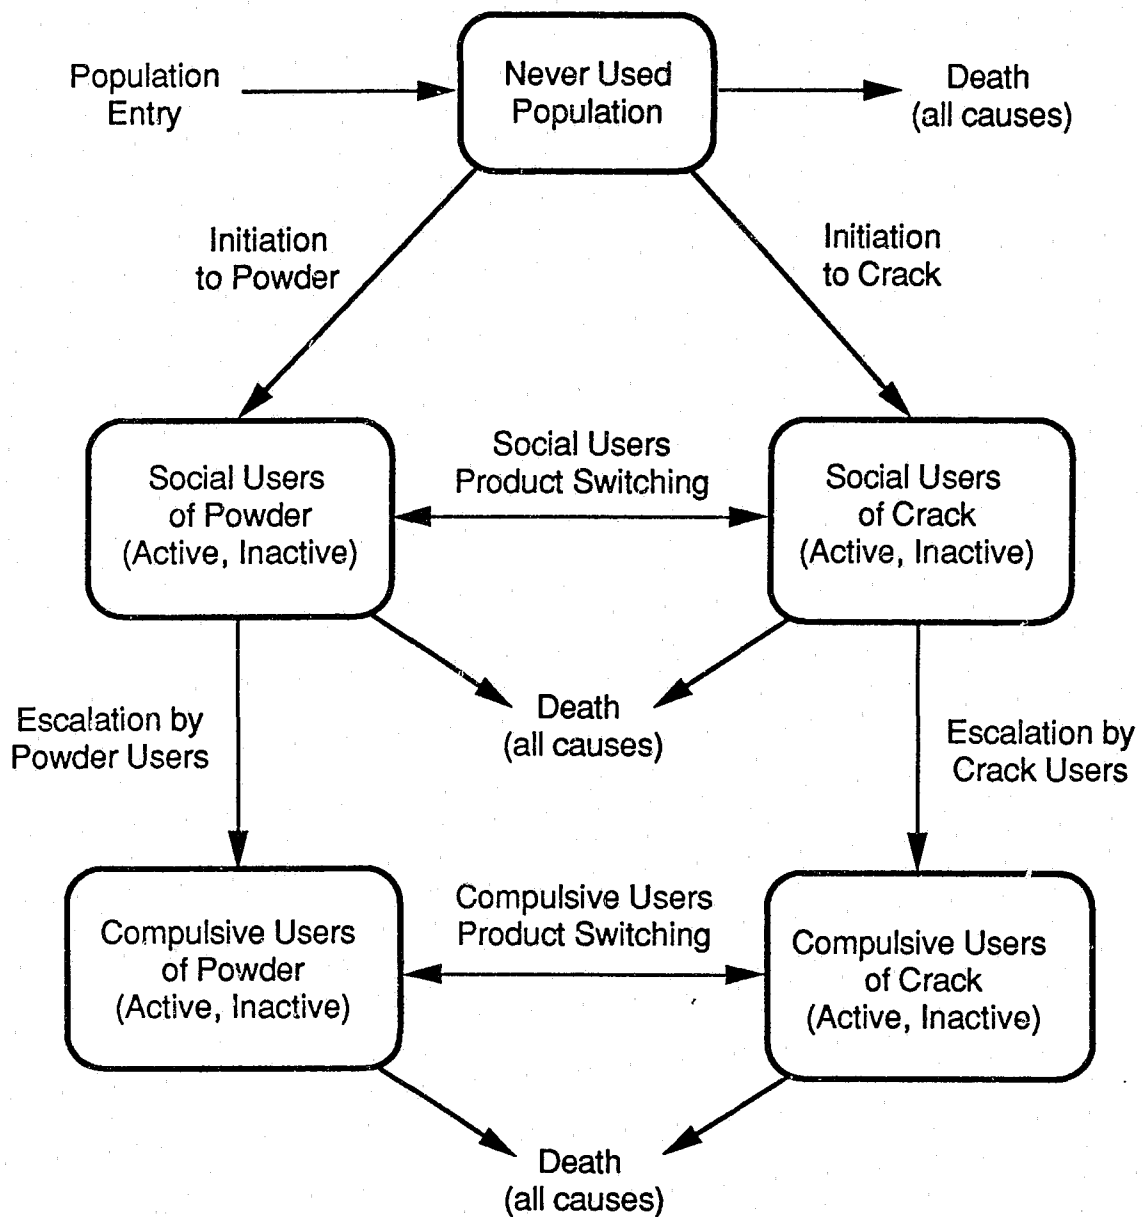 Population
Entry
Never Used
Population
Death
(all causes)
Initiation
to Powder
Initiation
to Crack
Social Users
of Powder
(Active, Inactive)
Social Users
Product Switching
Social Users
of Crack
(Active, Inactive)
Escalation by
Powder Users
Death
(all causes)
Escalation by
Crack Users
Compulsive Users
of Powder
(Active, Inactive)
Compulsive Users
Product Switching
Compulsive Users
of Crack
(Active, Inactive)
Death
(all causes)